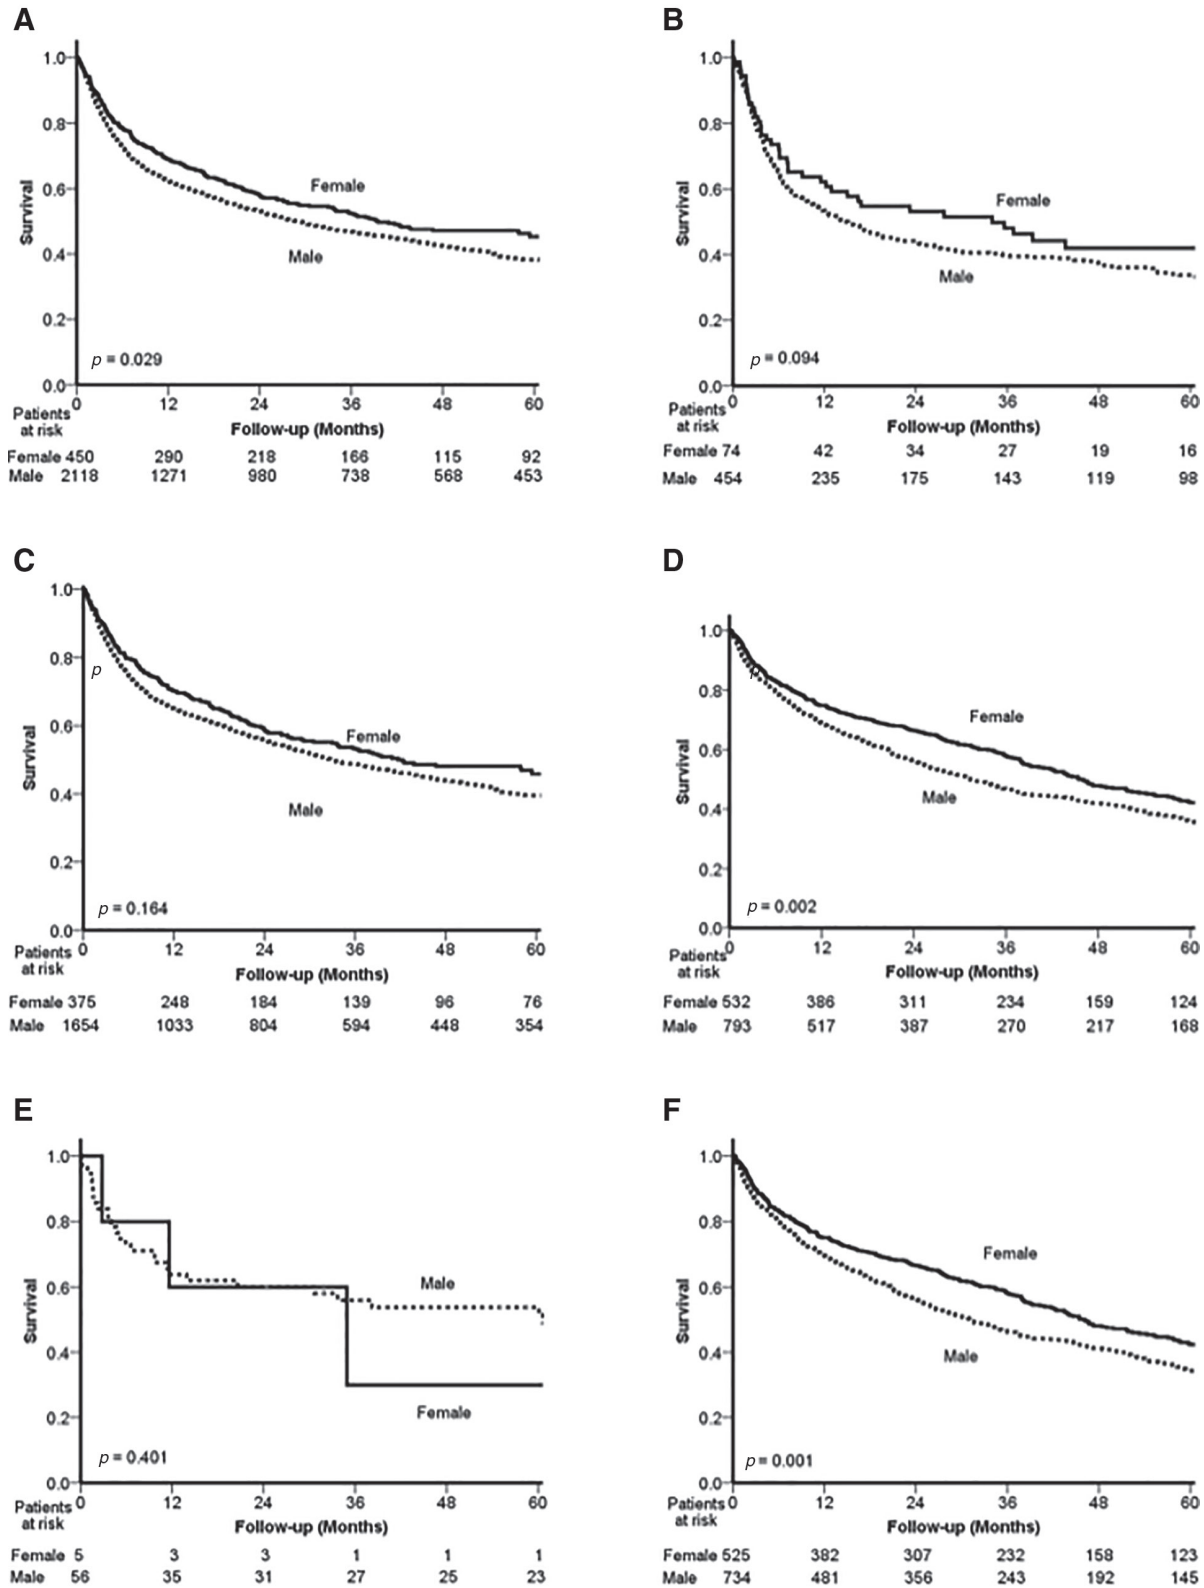 A
1.0
0.8
0.6
0.4
0.2
0.0
Survival
Female
Male
p = 0.029
0 12 24 36 48 60
Patients at risk
Follow-up (Months)
Female 450 290 218 166 115 92
Male 2118 1271 980 738 568 453
B
1.0
0.8
0.6
0.4
0.2
0.0
Survival
Female
Male
p = 0.094
0 12 24 36 48 60
Patients at risk
Follow-up (Months)
Female 74 42 34 27 19 16
Male 454 235 175 143 119 98
C
1.0
0.8
p
0.6
0.4
0.2
0.0
Survival
Female
Male
p = 0.164
0 12 24 36 48 60
Patients at risk
Follow-up (Months)
Female 375 248 184 139 96 76
Male 1654 1033 804 594 448 354
D
1.0
p
0.8
0.6
0.4
0.2
0.0
Survival
Female
Male
p = 0.002
0 12 24 36 48 60
Patients at risk
Follow-up (Months)
Female 532 386 311 234 159 124
Male 793 517 387 270 217 168
E
1.0
0.8
0.6
0.4
0.2
0.0
Survival
Male
Female
p = 0.401
0 12 24 36 48 60
Patients at risk
Follow-up (Months)
Female 5 3 3 1 1 1
Male 56 35 31 27 25 23
F
1.0
0.8
0.6
0.4
0.2
0.0
Survival
Female
Male
p = 0.001
0 12 24 36 48 60
Patients at risk
Follow-up (Months)
Female 525 382 307 232 158 123
Male 734 481 356 243 192 145